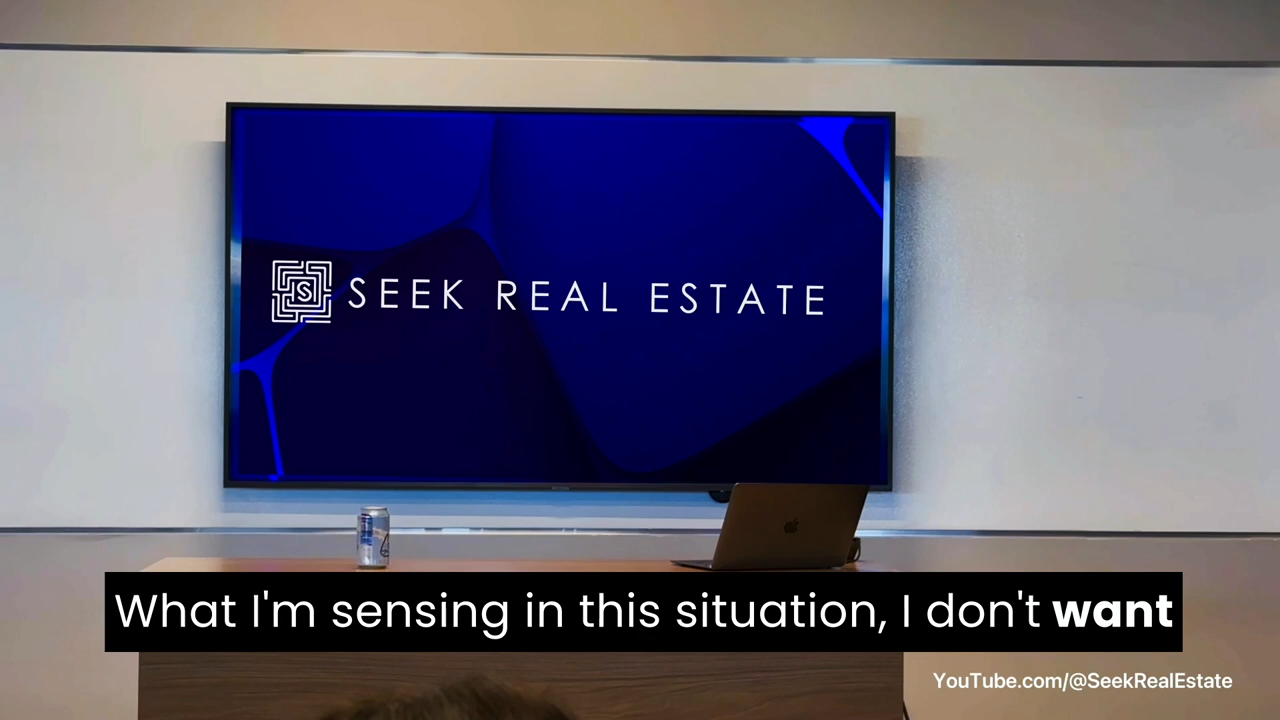 S
SEEK REAL ESTATE
What I'm sensing in this situation, I don't want
YouTube.com/@SeekRealEstate